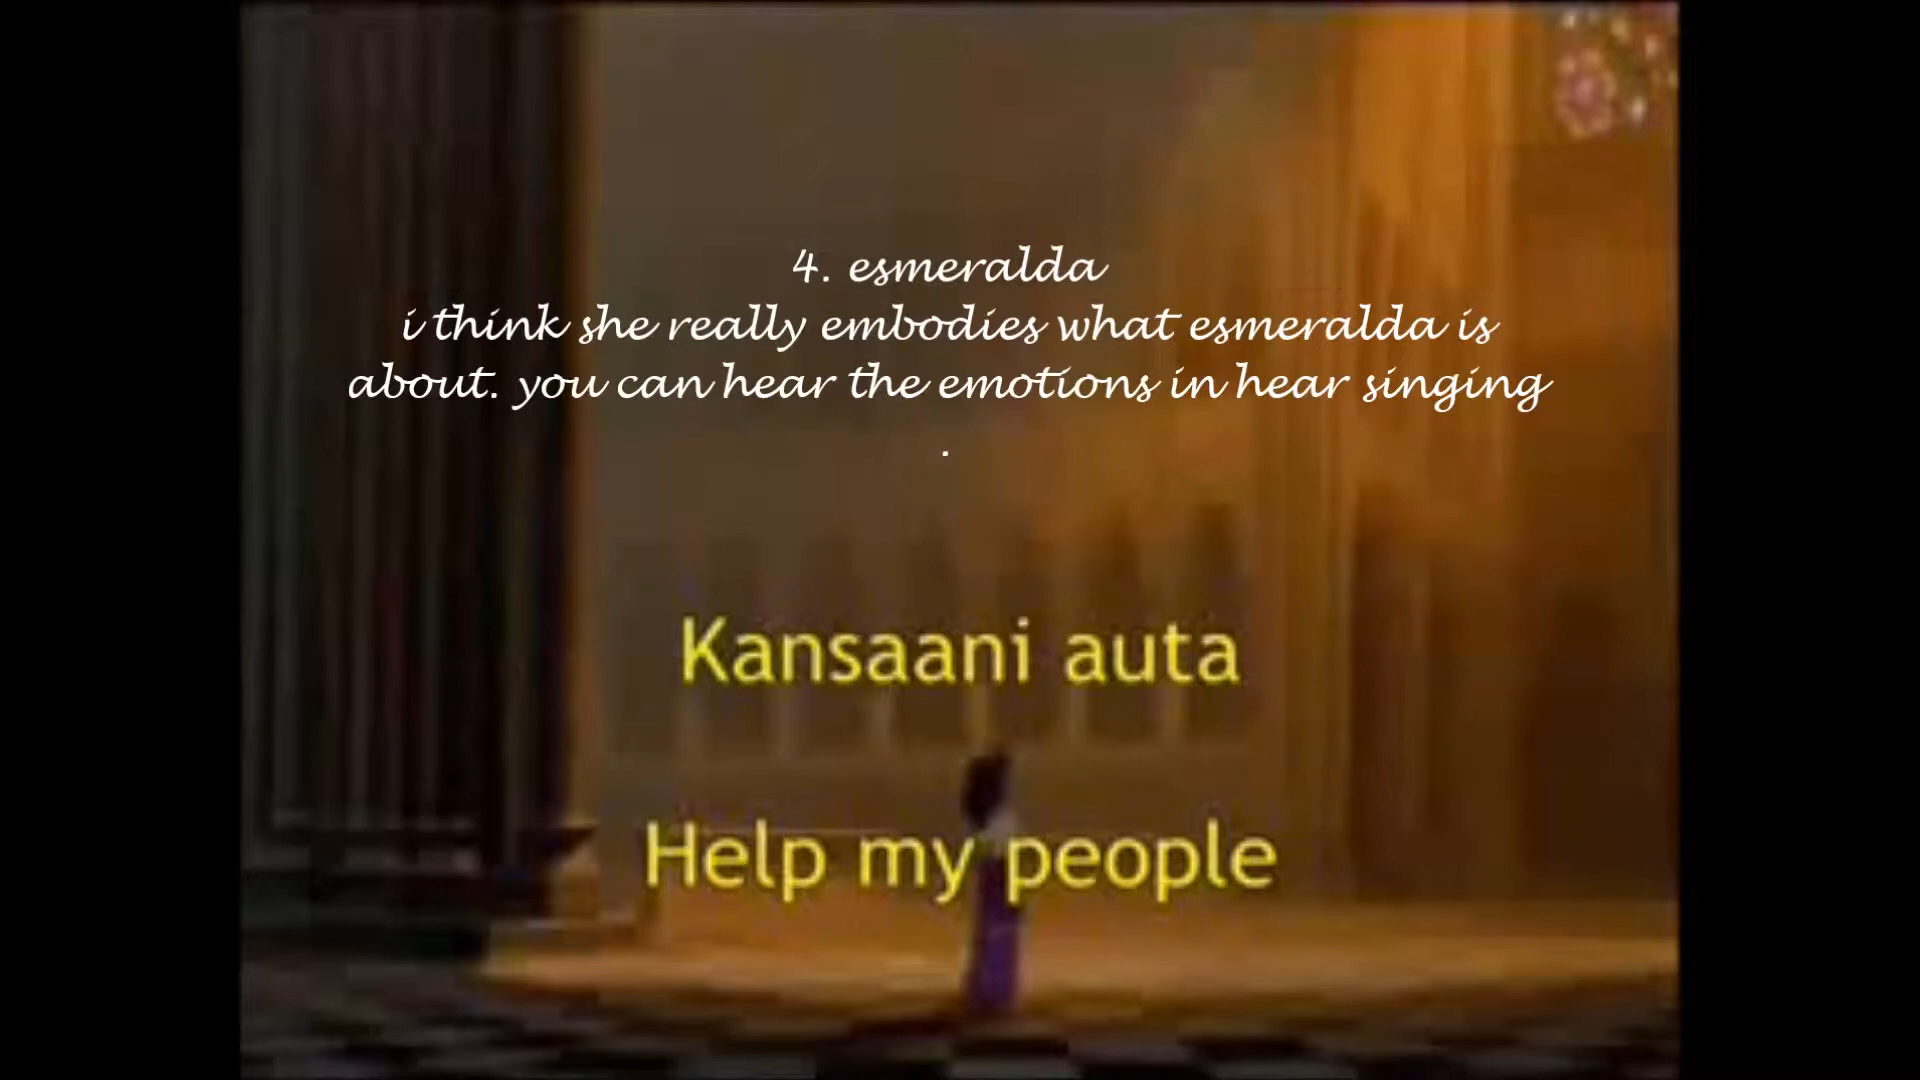 4. esmeralda
i think she really embodies what esmeralda is
about. you can hear the emotions in hear singing
.
Kansaani auta
Help my people